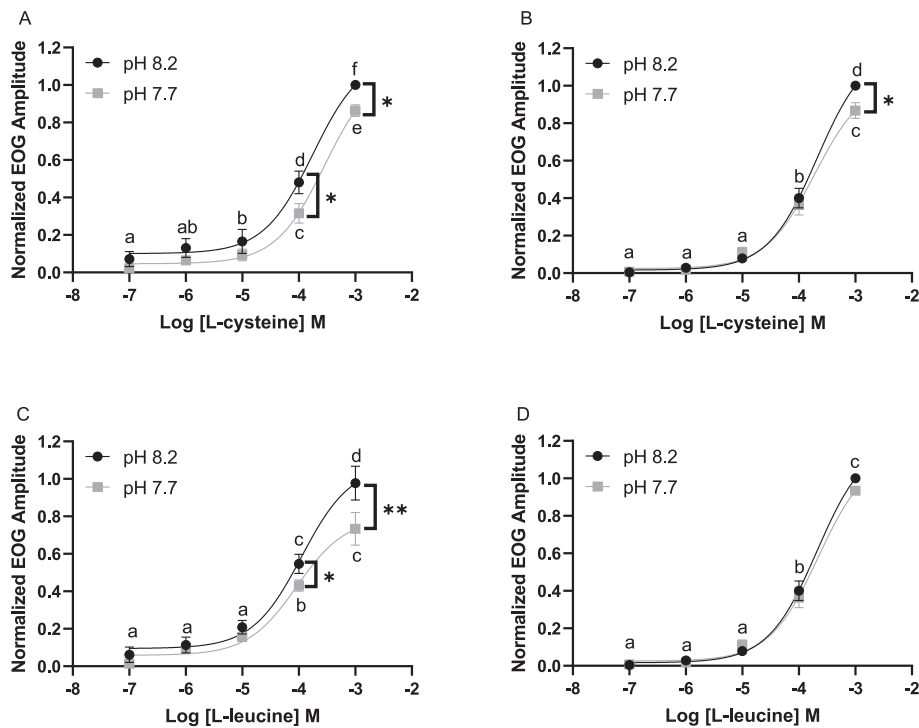 A
pH 8.2
pH 7.7
Normalized EOG Amplitude
1.2
1.0
0.8
0.6
0.4
0.2
0.0
a
ab
b
d
c
*
f
e
*
-8
-7
-6
-5
-4
-3
-2
Log [L-cysteine] M
B
pH 8.2
pH 7.7
Normalized EOG Amplitude
1.2
1.0
0.8
0.6
0.4
0.2
0.0
a
a
a
b
d
c
*
-8
-7
-6
-5
-4
-3
-2
Log [L-cysteine] M
C
pH 8.2
pH 7.7
Normalized EOG Amplitude
1.2
1.0
0.8
0.6
0.4
0.2
0.0
a
a
a
c
b
*
d
c
**
-8
-7
-6
-5
-4
-3
-2
Log [L-leucine] M
D
pH 8.2
pH 7.7
Normalized EOG Amplitude
1.2
1.0
0.8
0.6
0.4
0.2
0.0
a
a
a
b
c
-8
-7
-6
-5
-4
-3
-2
Log [L-leucine] M